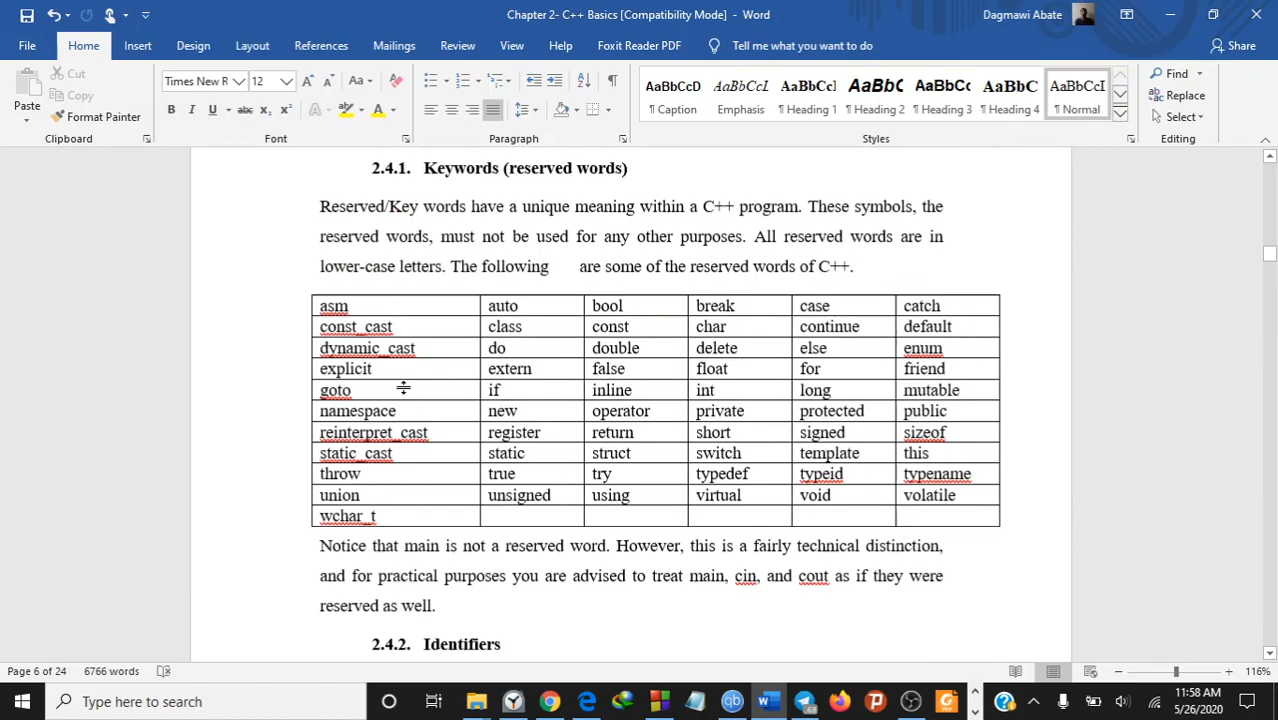 Chapter 2- C++ Basics [Compatibility Mode] - Word
Dagmawi Abate
File Home Insert Design Layout References Mailings Review View Help Foxit Reader PDF Tell me what you want to do Share
Paste
Cut
Copy
Format Painter
Clipboard
Times New R 12
Aa
B I U abc x₂ x²
A
Font
Paragraph
AaBbCcD AaBbCcL AaBbCcI AaBbC AaBbCc AaBbC AaBbCcI
¶ Caption Emphasis ¶ Heading 1 ¶ Heading 2 ¶ Heading 3 ¶ Heading 4 ¶ Normal
Styles
Find
Replace
Select
Editing
2.4.1. Keywords (reserved words)
Reserved/Key words have a unique meaning within a C++ program. These symbols, the
reserved words, must not be used for any other purposes. All reserved words are in
lower-case letters. The following are some of the reserved words of C++.
asm auto bool break case catch
const_cast class const char continue default
dynamic_cast do double delete else enum
explicit extern false float for friend
goto if inline int long mutable
namespace new operator private protected public
reinterpret_cast register return short signed sizeof
static_cast static struct switch template this
throw true try typedef typeid typename
union unsigned using virtual void volatile
wchar_t
Notice that main is not a reserved word. However, this is a fairly technical distinction,
and for practical purposes you are advised to treat main, cin, and cout as if they were
reserved as well.
2.4.2. Identifiers
Page 6 of 24 6766 words 116%
Type here to search
qb
11:58 AM
5/26/2020